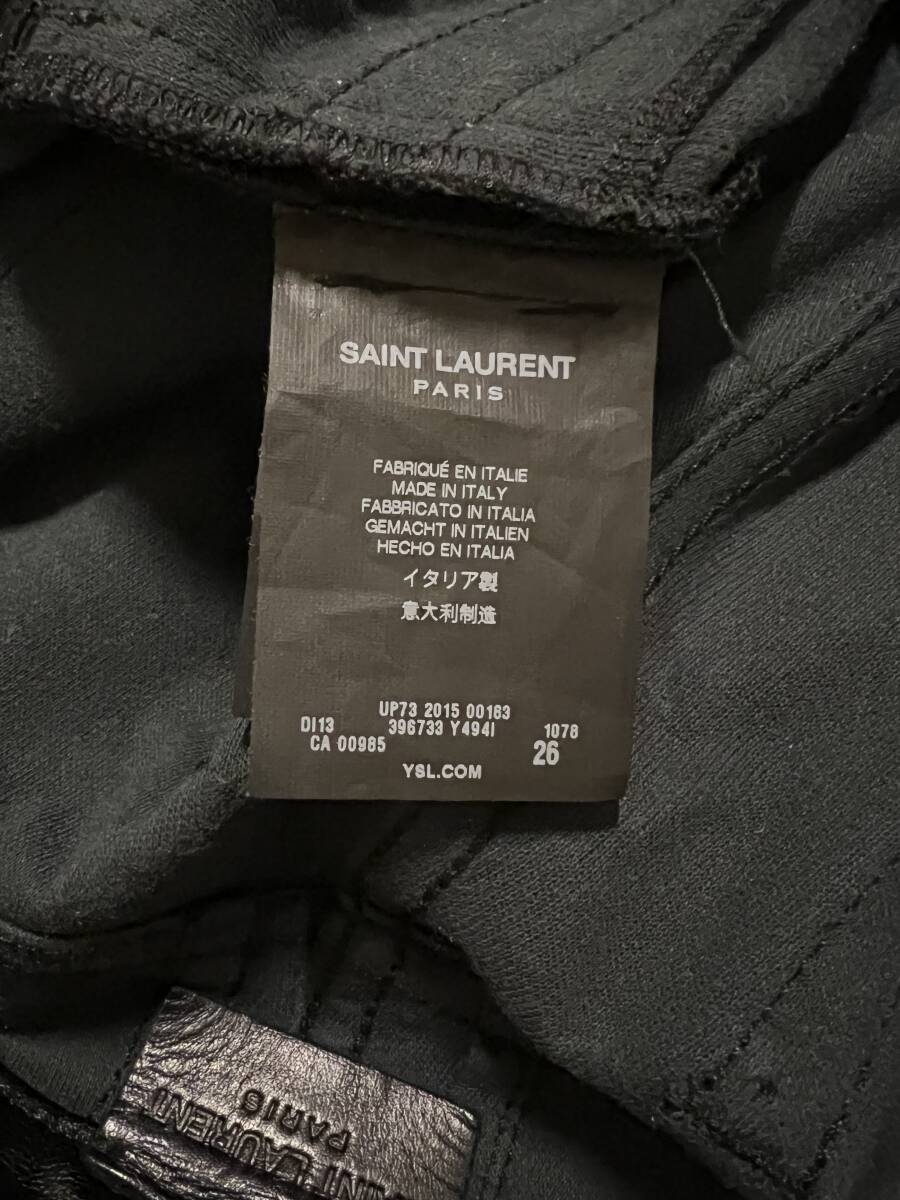 SAINT LAURENT
PARIS
FABRIQUÉ EN ITALIE
MADE IN ITALY
FABBRICATO IN ITALIA
GEMACHT IN ITALIEN
HECHO EN ITALIA
イタリア製
意大利制造
UP73 2015 00163
DI13 396733 Y494I 1078
CA 00985 26
YSL.COM
SAINT LAURENT
PARIS